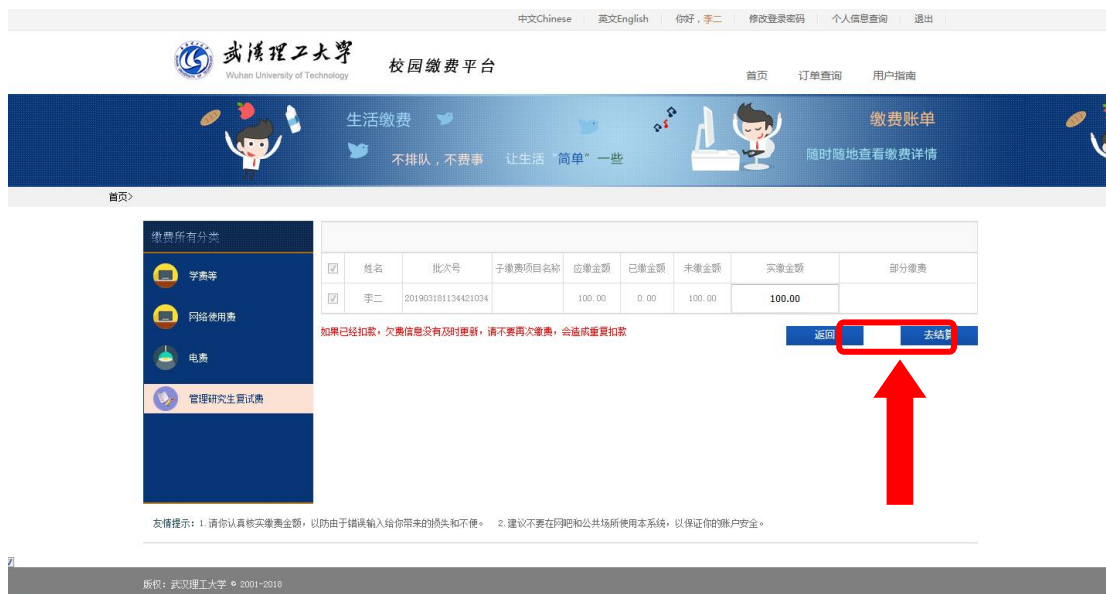 中文Chinese 英文English 你好，李二 修改登录密码 个人信息查询 退出
武汉理工大学
Wuhan University of Technology
校园缴费平台
首页 订单查询 用户指南
生活缴费
不排队，不费事 让生活“简单”一些
缴费账单
随时随地查看缴费详情
首页>
缴费所有分类
学费等
网络使用费
电费
管理研究生复试费
姓名 批次号 子缴费项目名称 应缴金额 已缴金额 未缴金额 实缴金额 部分缴费
李二 201903181134421034 100.00 0.00 100.00 100.00
如果已经扣款，欠费信息没有及时更新，请不要再次缴费，会造成重复扣款
返回 去结算
友情提示：1.请你认真核实缴费金额，以防由于错误输入给你带来的损失和不便。 2.建议不要在网吧和公共场所使用本系统，以保证你的账户安全。
版权：武汉理工大学 © 2001-2018